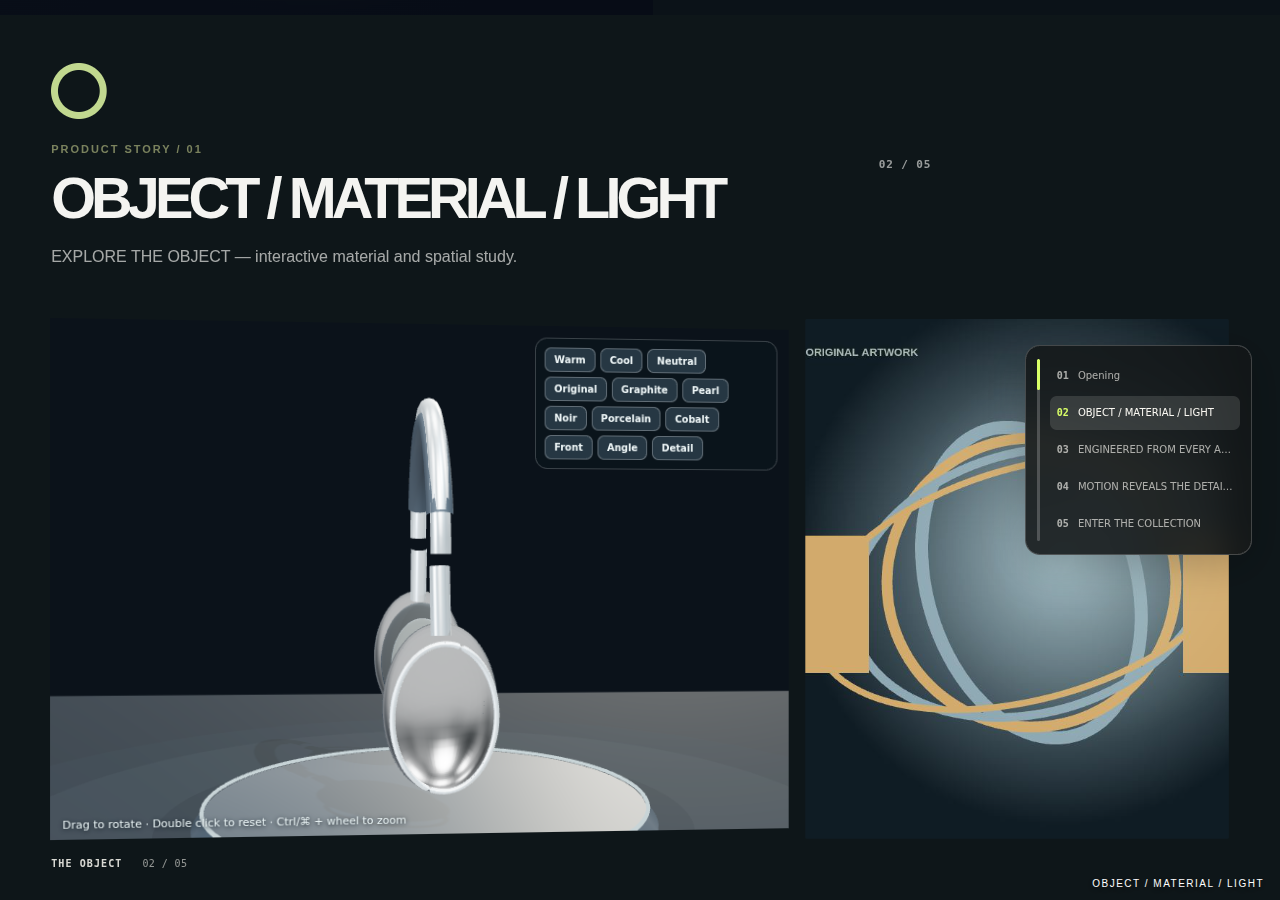 PRODUCT STORY / 01
02 / 05
OBJECT / MATERIAL / LIGHT
EXPLORE THE OBJECT — interactive material and spatial study.
Warm Cool Neutral
Original Graphite Pearl
Noir Porcelain Cobalt
Front Angle Detail
Drag to rotate · Double click to reset · Ctrl/⌘ + wheel to zoom
ORIGINAL ARTWORK
01 Opening
02 OBJECT / MATERIAL / LIGHT
03 ENGINEERED FROM EVERY A...
04 MOTION REVEALS THE DETAI...
05 ENTER THE COLLECTION
THE OBJECT 02 / 05
OBJECT / MATERIAL / LIGHT